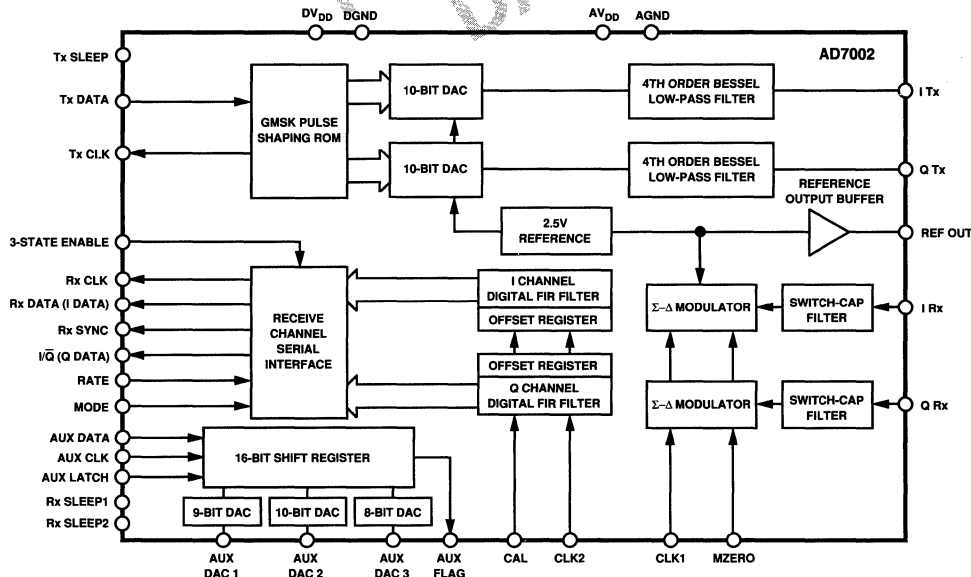 DVDD DGND AVDD AGND
AD7002
Tx SLEEP
Tx DATA
Tx CLK
GMSK PULSE
SHAPING ROM
10-BIT DAC
4TH ORDER BESSEL
LOW-PASS FILTER
I Tx
10-BIT DAC
4TH ORDER BESSEL
LOW-PASS FILTER
Q Tx
REFERENCE
OUTPUT BUFFER
2.5V
REFERENCE
REF OUT
3-STATE ENABLE
Rx CLK
Rx DATA (I DATA)
Rx SYNC
I/Q̅ (Q DATA)
RATE
MODE
RECEIVE
CHANNEL
SERIAL
INTERFACE
I CHANNEL
DIGITAL FIR FILTER
OFFSET REGISTER
OFFSET REGISTER
Q CHANNEL
DIGITAL FIR FILTER
Σ–Δ MODULATOR
SWITCH-CAP
FILTER
I Rx
Σ–Δ MODULATOR
SWITCH-CAP
FILTER
Q Rx
AUX DATA
AUX CLK
AUX LATCH
Rx SLEEP1
Rx SLEEP2
16-BIT SHIFT REGISTER
9-BIT DAC
10-BIT DAC
8-BIT DAC
AUX
DAC 1
AUX
DAC 2
AUX
DAC 3
AUX
FLAG
CAL
CLK2
CLK1
MZERO